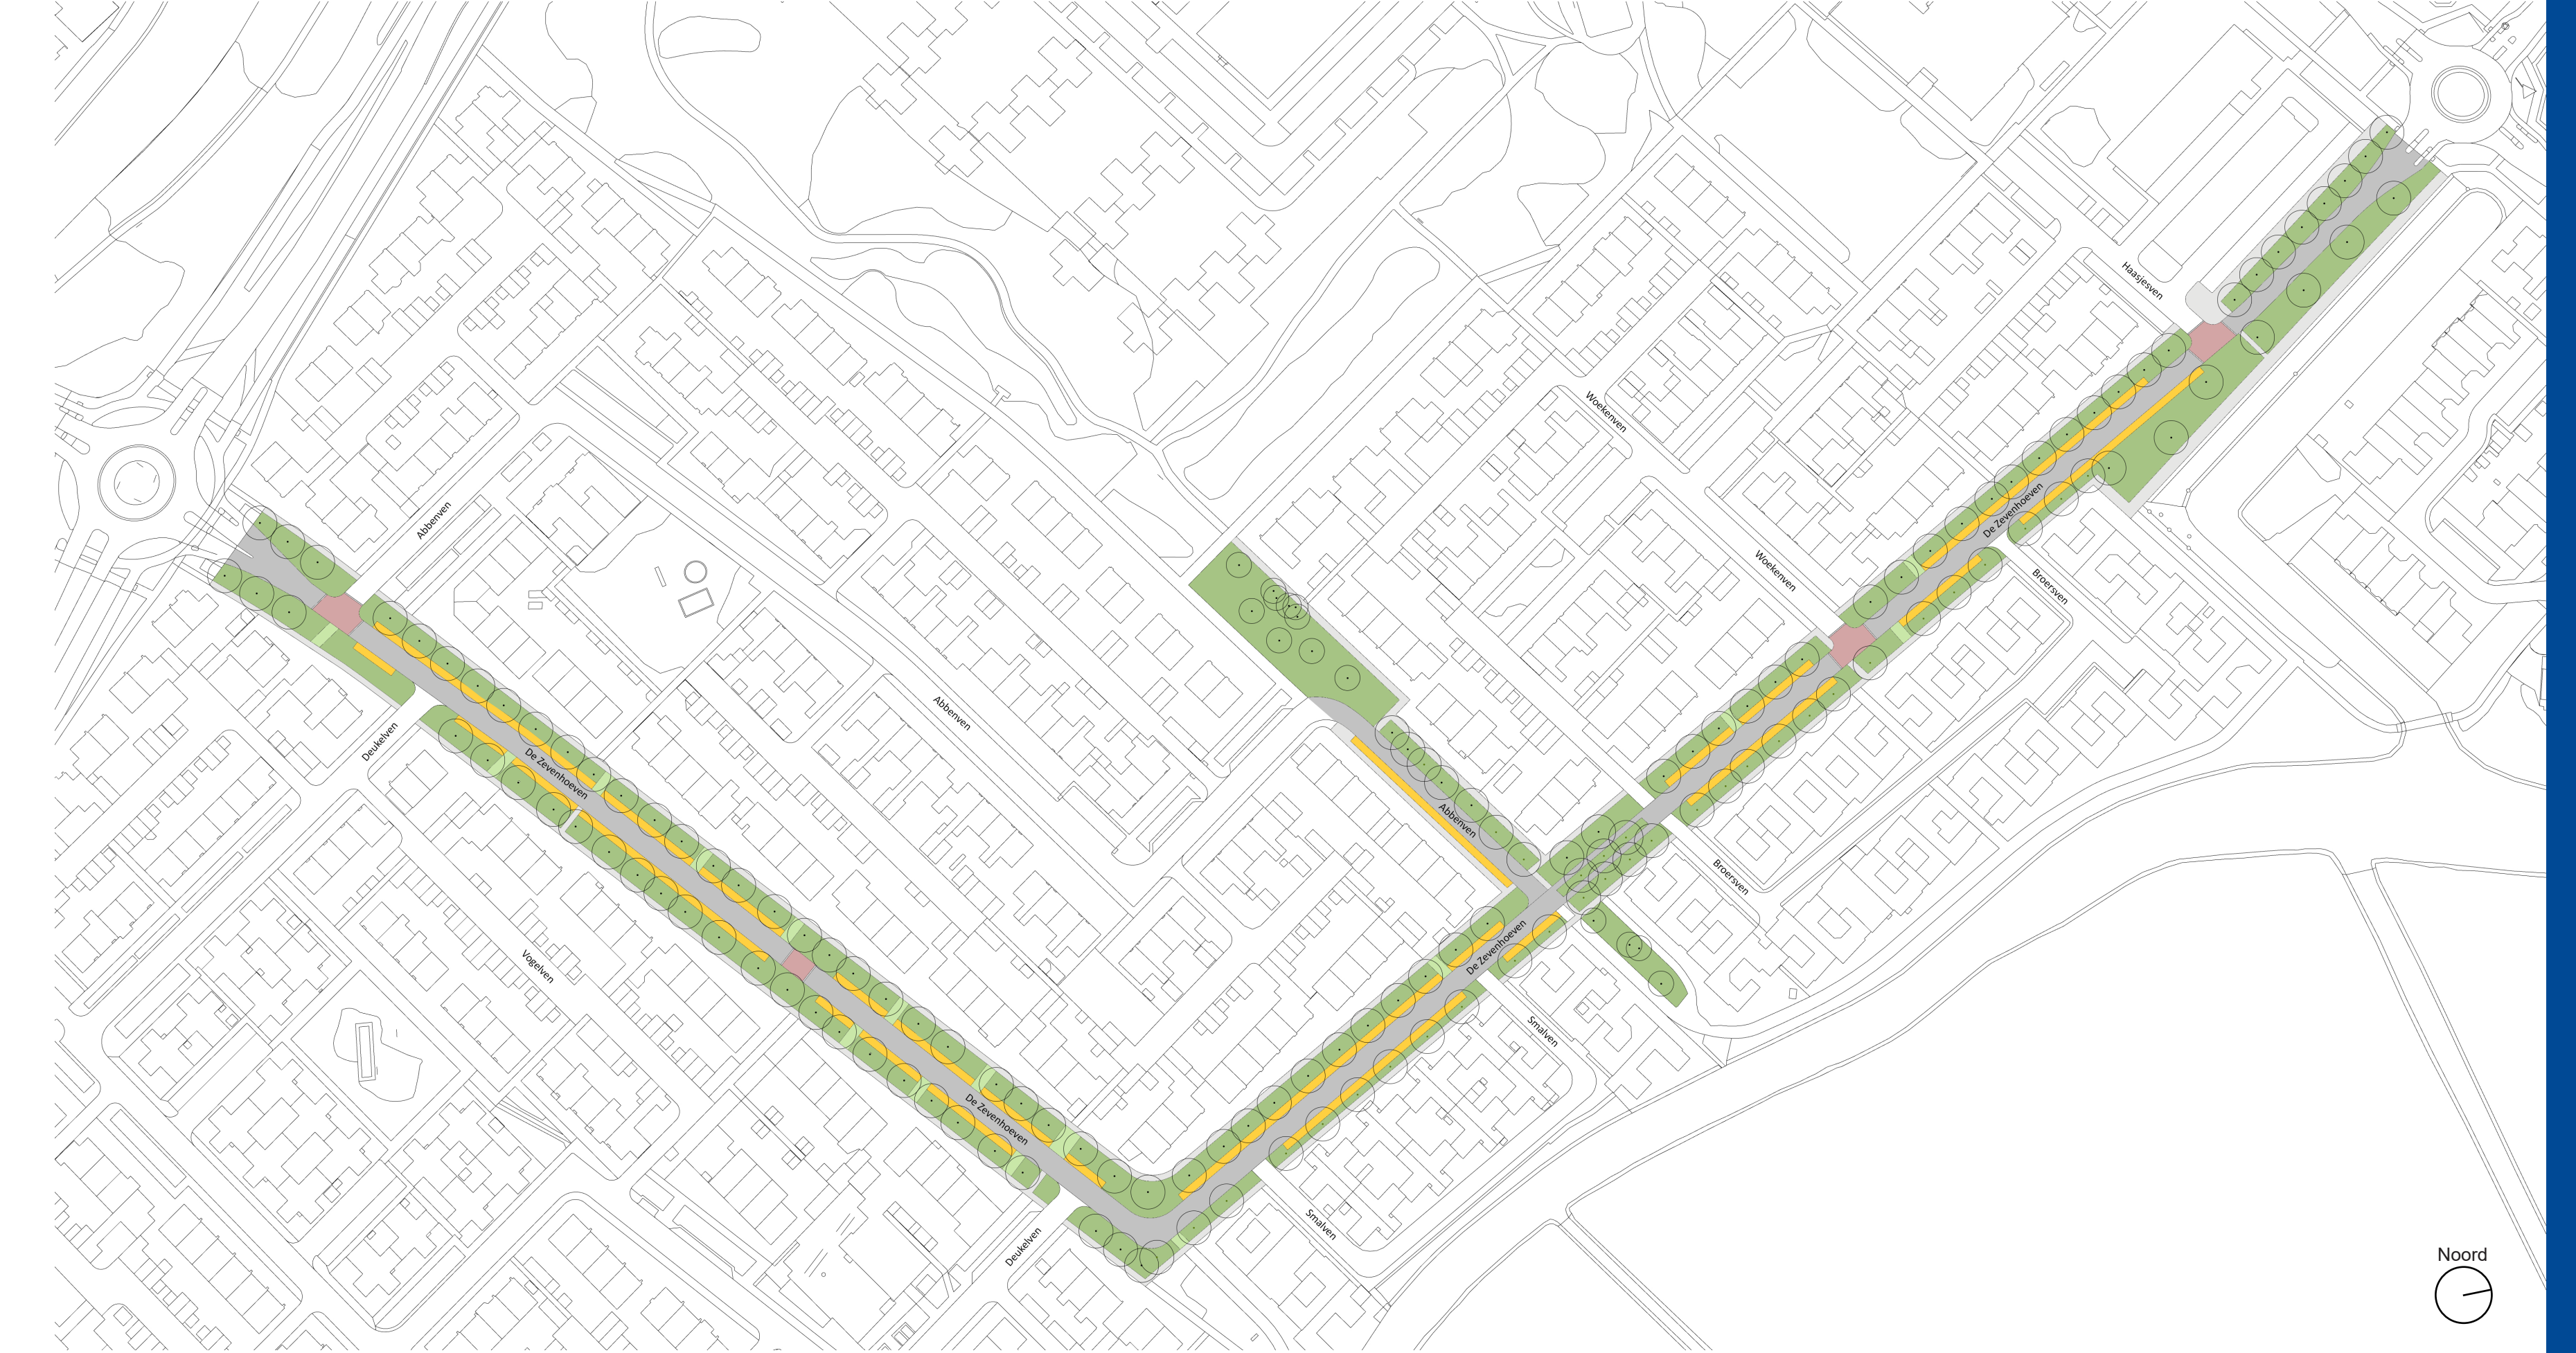 Haasjesven
Woekenven
Abbenven
De Zevenhoeven
Woekenven
Broersven
Abbenven
Deukelven
De Zevenhoeven
Abbenven
Broersven
De Zevenhoeven
Vogelven
Smalven
De Zevenhoeven
Smalven
Deukelven
Noord